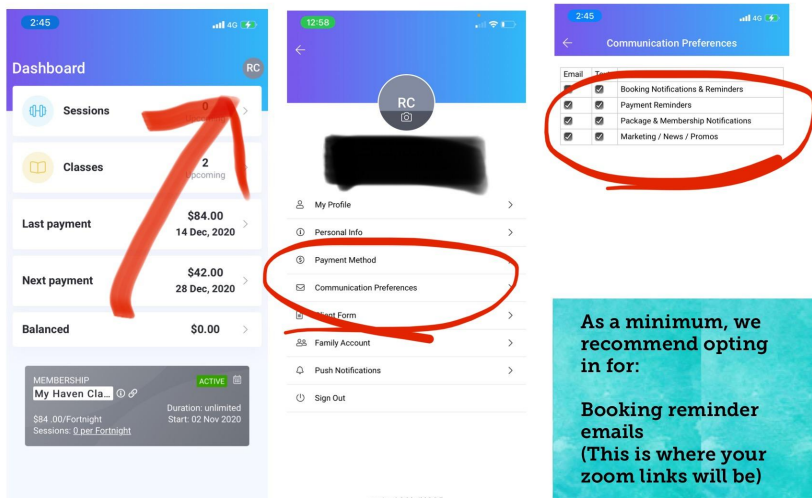 2:45
4G
Dashboard
RC
Sessions
0
Classes
2
Upcoming
Last payment
$84.00
14 Dec, 2020
Next payment
$42.00
28 Dec, 2020
Balanced
$0.00
MEMBERSHIP
ACTIVE
My Haven Cla...
Duration: unlimited
$84 .00/Fortnight
Start: 02 Nov 2020
Sessions: 0 per Fortnight
12:58
RC
My Profile
Personal Info
Payment Method
Communication Preferences
Client Form
Family Account
Push Notifications
Sign Out
2:45
4G
Communication Preferences
Email
Booking Notifications & Reminders
Payment Reminders
Package & Membership Notifications
Marketing / News / Promos
As a minimum, we
recommend opting
in for:
Booking reminder
emails
(This is where your
zoom links will be)